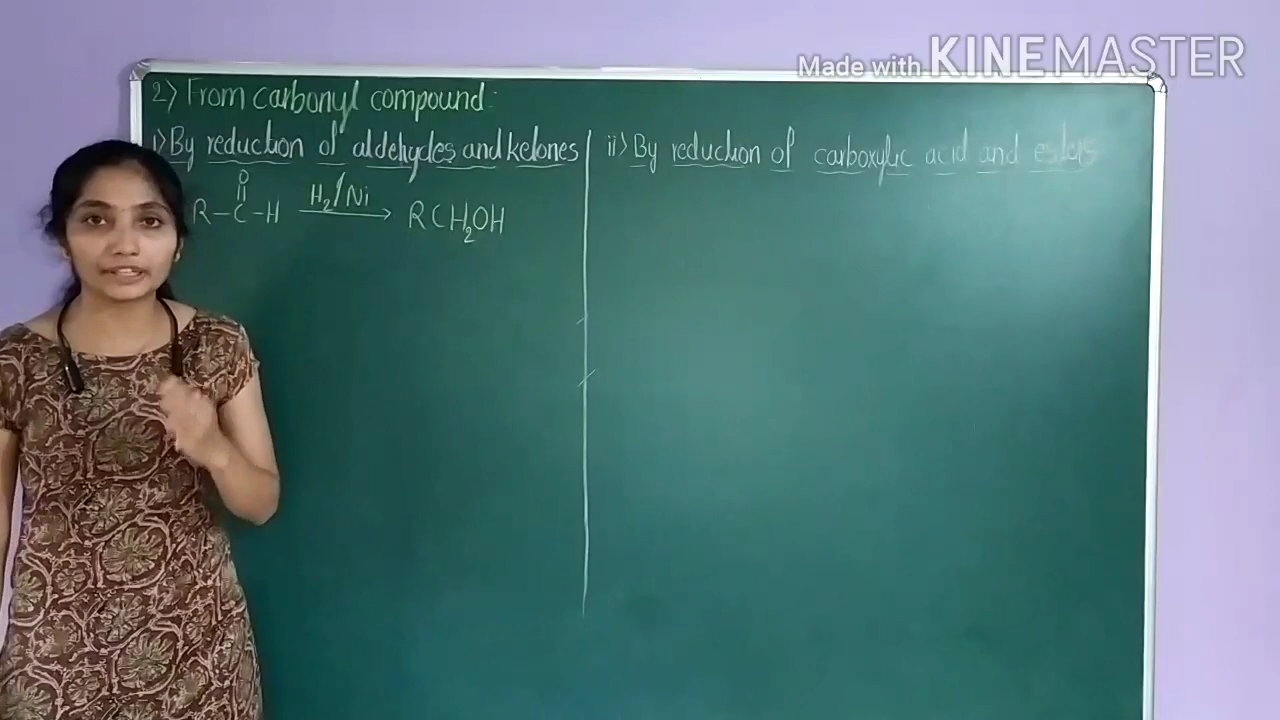 Made with KINEMASTER
2) From carbonyl compound:
i) By reduction of aldehydes and ketones
O
R-C-H H2/Ni → RCH2OH
ii) By reduction of carboxylic acid and esters